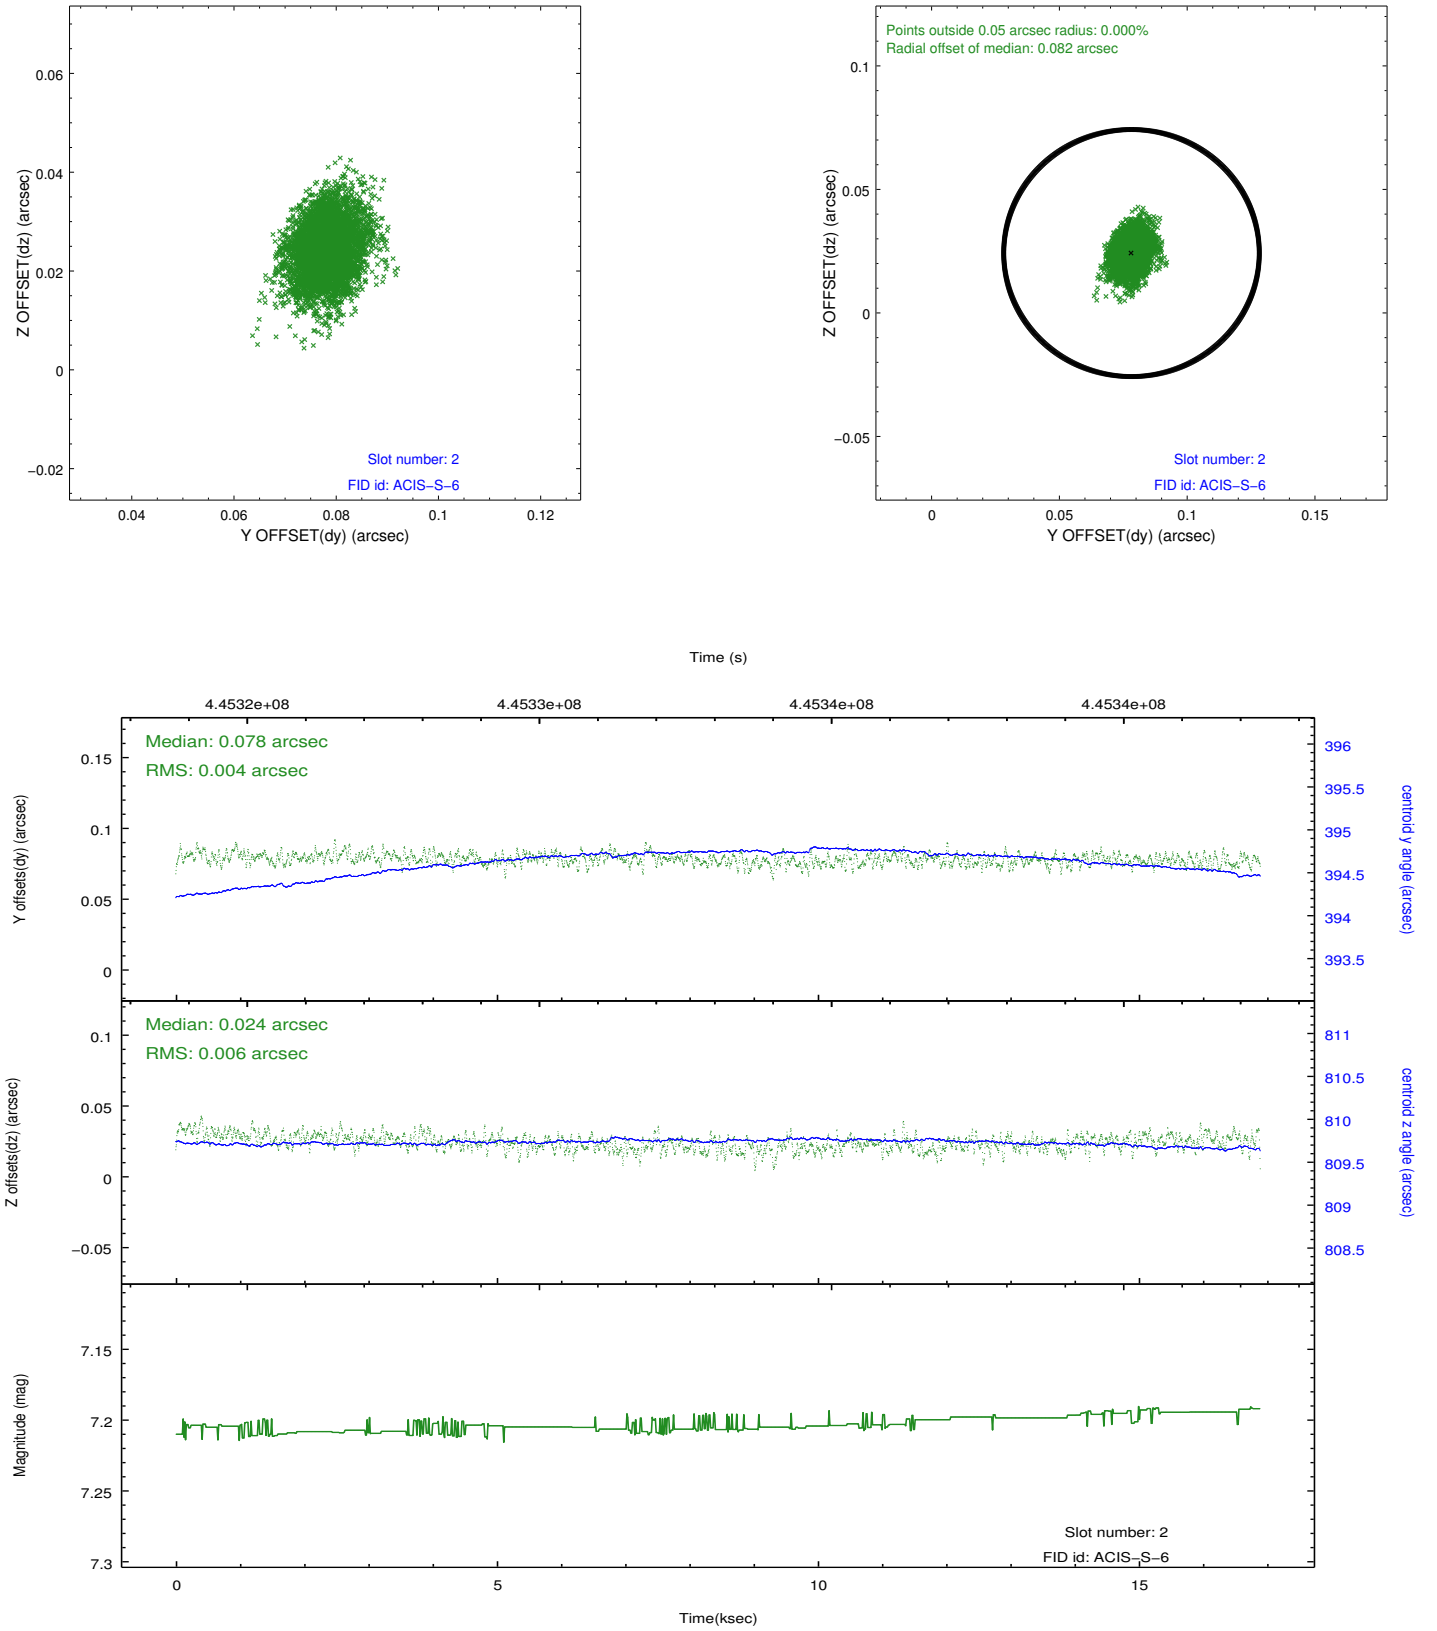 0.06
0.04
0.02
0
−0.02
Z OFFSET(dz) (arcsec)
Slot number: 2
FID id: ACIS−S−6
0.04
0.06
0.08
0.1
0.12
Y OFFSET(dy) (arcsec)
Points outside 0.05 arcsec radius: 0.000%
Radial offset of median: 0.082 arcsec
0.1
0.05
0
−0.05
Z OFFSET(dz) (arcsec)
Slot number: 2
FID id: ACIS−S−6
0
0.05
0.1
0.15
Y OFFSET(dy) (arcsec)
Time (s)
4.4532e+08
4.4533e+08
4.4534e+08
4.4534e+08
Median: 0.078 arcsec
RMS: 0.004 arcsec
0.15
0.1
0.05
0
Y offsets(dy) (arcsec)
396
395.5
395
394.5
394
393.5
centroid y angle (arcsec)
Median: 0.024 arcsec
RMS: 0.006 arcsec
0.1
0.05
0
−0.05
Z offsets(dz) (arcsec)
811
810.5
810
809.5
809
808.5
centroid z angle (arcsec)
7.15
7.2
7.25
7.3
Magnitude (mag)
Slot number: 2
FID id: ACIS−S−6
0
5
10
15
Time(ksec)